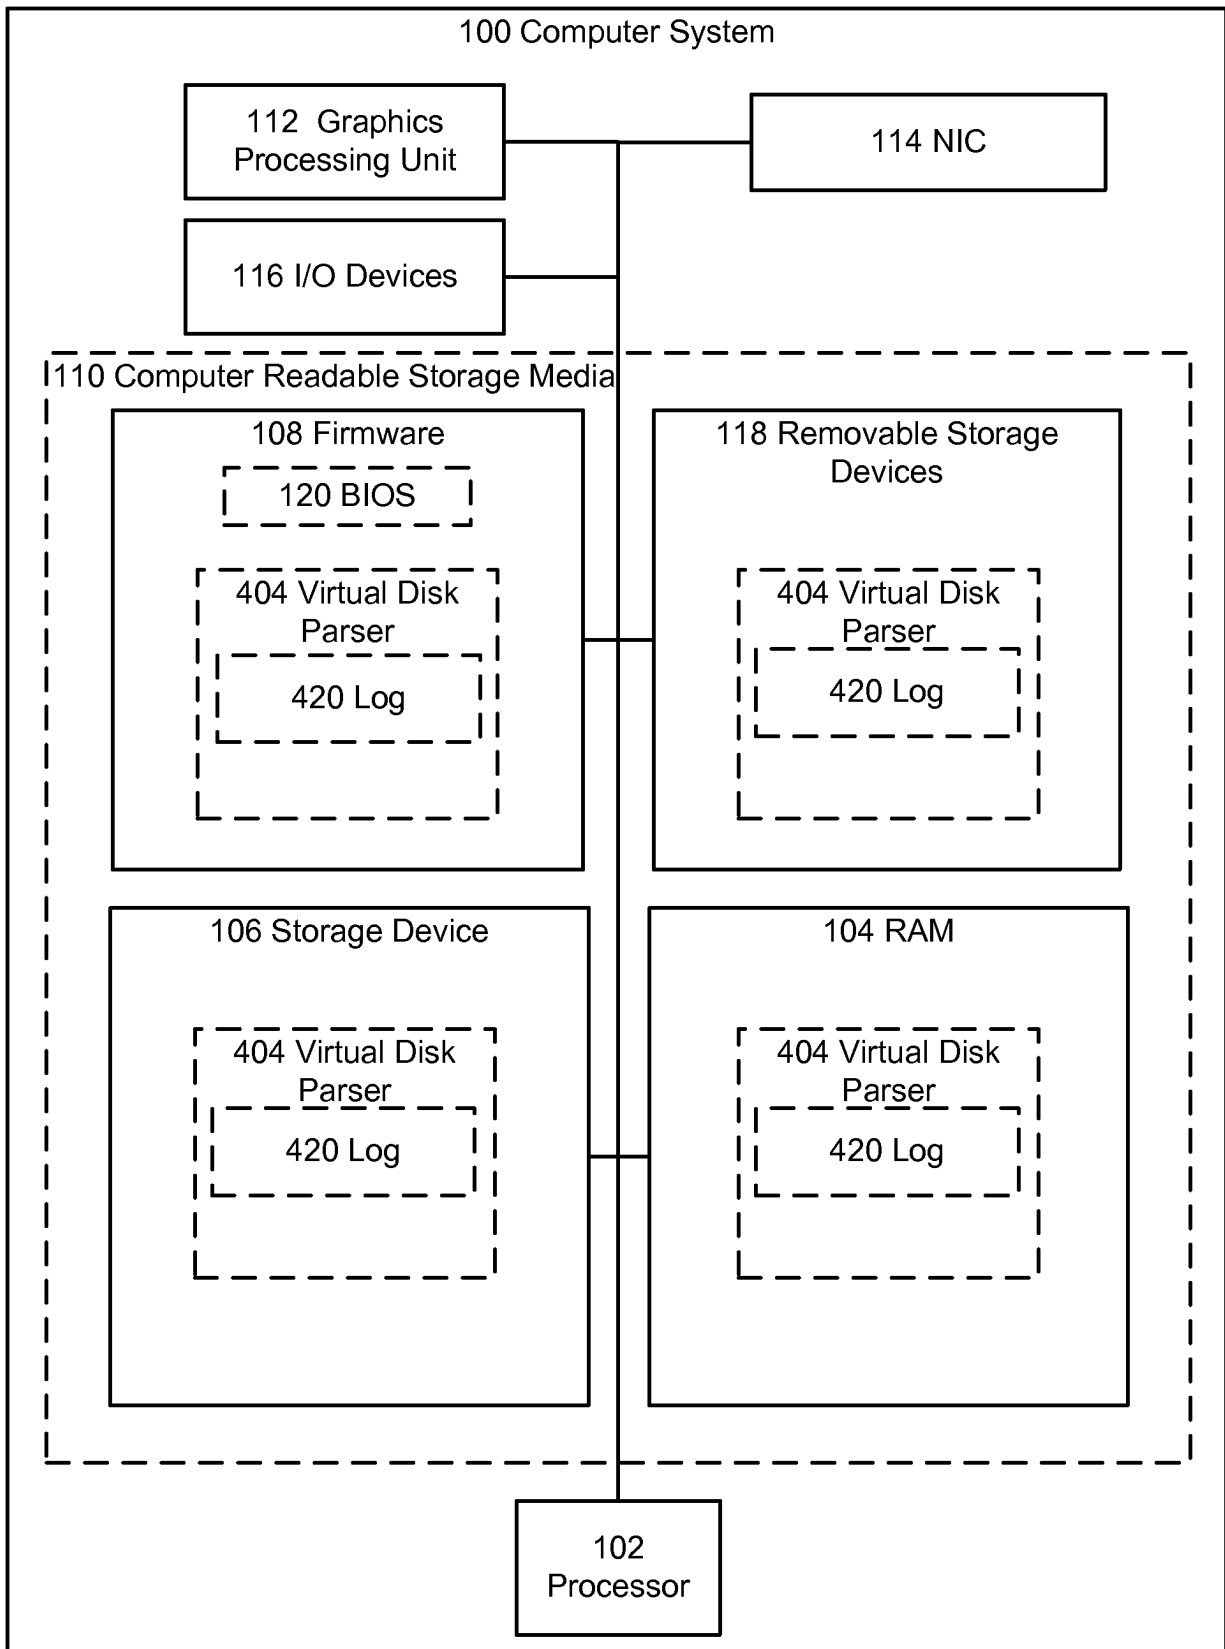 100 Computer System
112 Graphics
Processing Unit
114 NIC
116 I/O Devices
110 Computer Readable Storage Media
108 Firmware
120 BIOS
404 Virtual Disk
Parser
420 Log
118 Removable Storage
Devices
404 Virtual Disk
Parser
420 Log
106 Storage Device
404 Virtual Disk
Parser
420 Log
104 RAM
404 Virtual Disk
Parser
420 Log
102
Processor